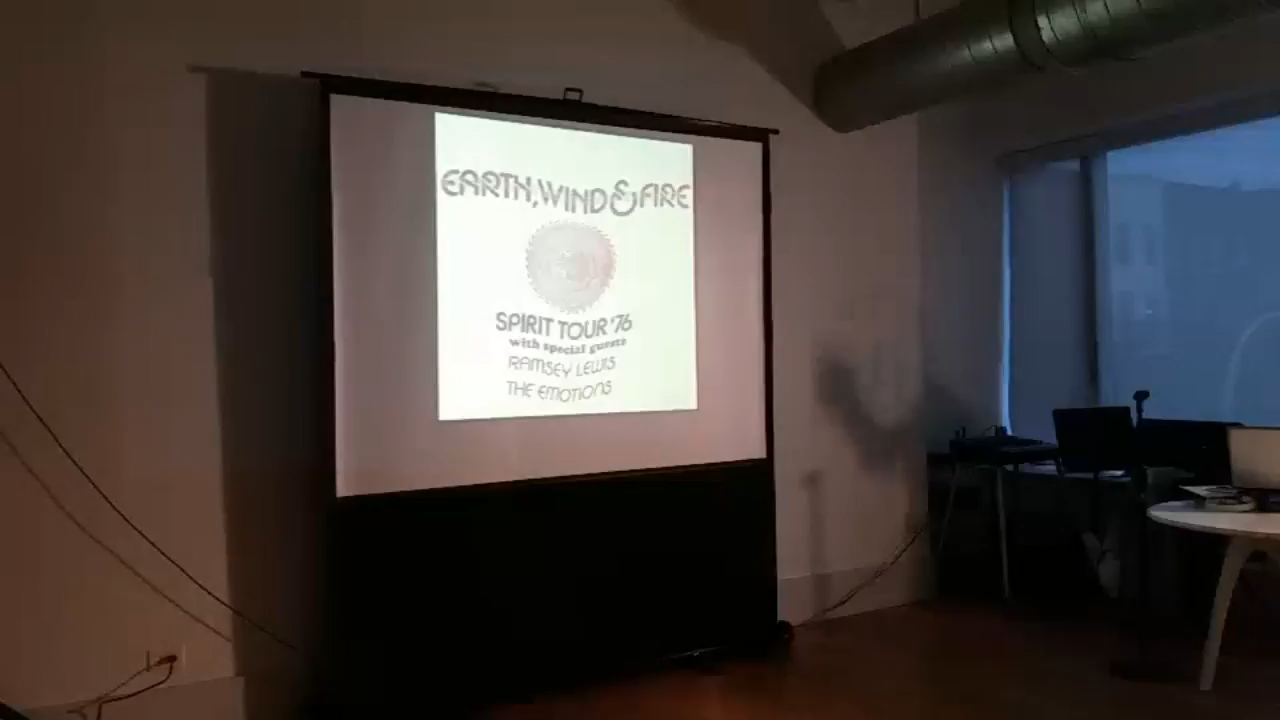 EARTH, WIND & FIRE
SPIRIT TOUR '76
with special guests
RAMSEY LEWIS
THE EMOTIONS